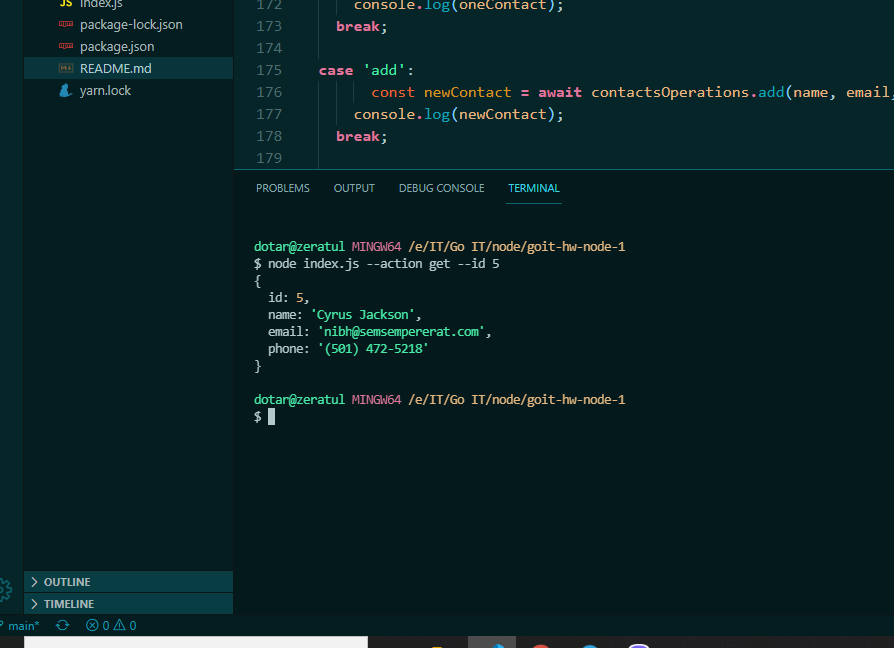 JS index.js
package-lock.json
package.json
README.md
yarn.lock
OUTLINE
TIMELINE
172 console.log(oneContact);
173 break;
174
175 case 'add':
176 const newContact = await contactsOperations.add(name, email,
177 console.log(newContact);
178 break;
179
PROBLEMS OUTPUT DEBUG CONSOLE TERMINAL
dotar@zeratul MINGW64 /e/IT/Go IT/node/goit-hw-node-1
$ node index.js --action get --id 5
{
id: 5,
name: 'Cyrus Jackson',
email: 'nibh@semsempererat.com',
phone: '(501) 472-5218'
}
dotar@zeratul MINGW64 /e/IT/Go IT/node/goit-hw-node-1
$
main* 0 0